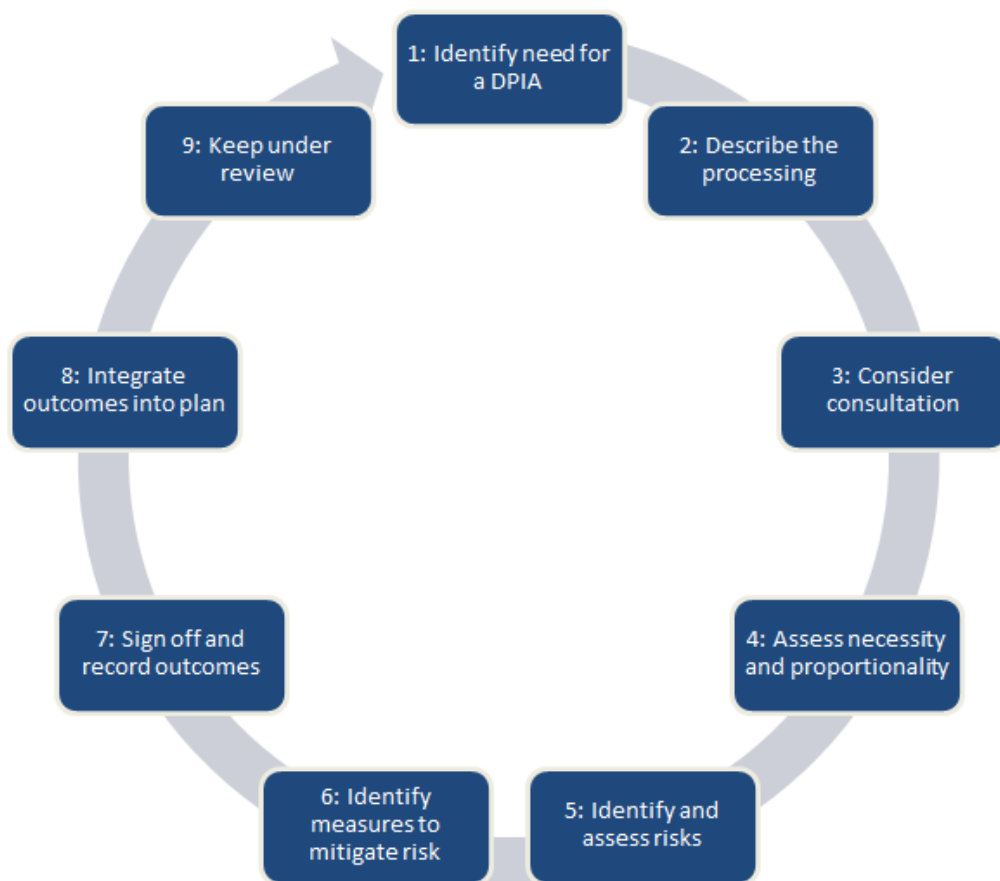 1: Identify need for
a DPIA
2: Describe the
processing
3: Consider
consultation
4: Assess necessity
and proportionality
5: Identify and
assess risks
6: Identify
measures to
mitigate risk
7: Sign off and
record outcomes
8: Integrate
outcomes into plan
9: Keep under
review